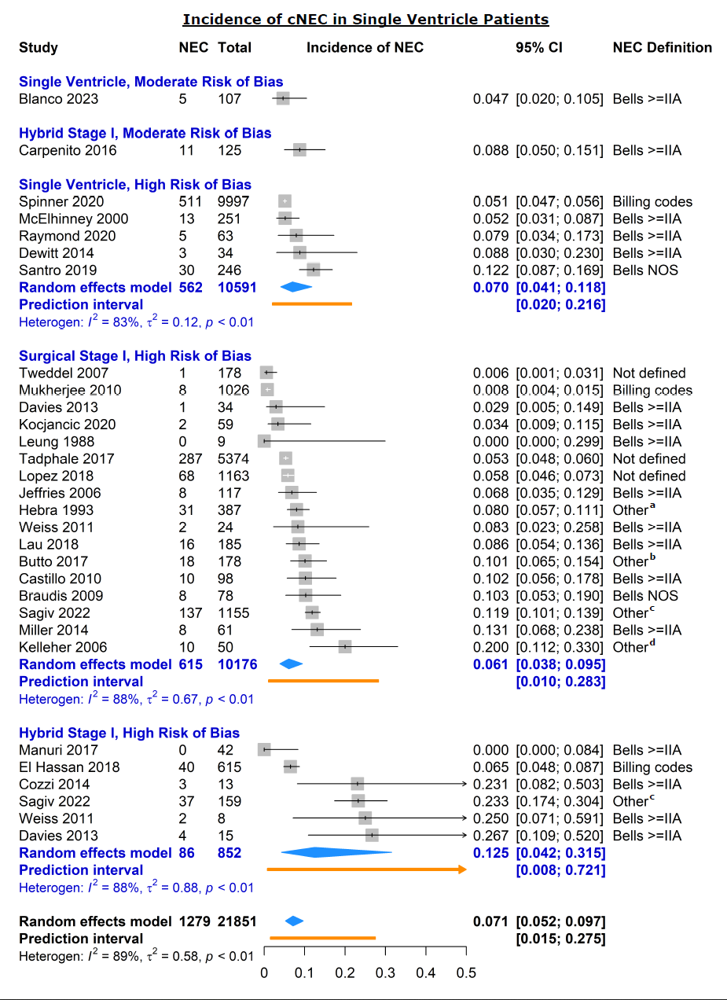 Incidence of cNEC in Single Ventricle Patients
Study NEC Total Incidence of NEC 95% CI NEC Definition
Single Ventricle, Moderate Risk of Bias
Blanco 2023 5 107 0.047 [0.020; 0.105] Bells >=IIA
Hybrid Stage I, Moderate Risk of Bias
Carpenito 2016 11 125 0.088 [0.050; 0.151] Bells >=IIA
Single Ventricle, High Risk of Bias
Spinner 2020 511 9997 0.051 [0.047; 0.056] Billing codes
McElhinney 2000 13 251 0.052 [0.031; 0.087] Bells >=IIA
Raymond 2020 5 63 0.079 [0.034; 0.173] Bells >=IIA
Dewitt 2014 3 34 0.088 [0.030; 0.230] Bells >=IIA
Santro 2019 30 246 0.122 [0.087; 0.169] Bells NOS
Random effects model 562 10591 0.070 [0.041; 0.118]
Prediction interval [0.020; 0.216]
Heterogen: I² = 83%, τ² = 0.12, p < 0.01
Surgical Stage I, High Risk of Bias
Tweddel 2007 1 178 0.006 [0.001; 0.031] Not defined
Mukherjee 2010 8 1026 0.008 [0.004; 0.015] Billing codes
Davies 2013 1 34 0.029 [0.005; 0.149] Bells >=IIA
Kocjancic 2020 2 59 0.034 [0.009; 0.115] Bells >=IIA
Leung 1988 0 9 0.000 [0.000; 0.299] Bells >=IIA
Tadphale 2017 287 5374 0.053 [0.048; 0.060] Not defined
Lopez 2018 68 1163 0.058 [0.046; 0.073] Not defined
Jeffries 2006 8 117 0.068 [0.035; 0.129] Bells >=IIA
Hebra 1993 31 387 0.080 [0.057; 0.111] Otherᵃ
Weiss 2011 2 24 0.083 [0.023; 0.258] Bells >=IIA
Lau 2018 16 185 0.086 [0.054; 0.136] Bells >=IIA
Butto 2017 18 178 0.101 [0.065; 0.154] Otherᵇ
Castillo 2010 10 98 0.102 [0.056; 0.178] Bells >=IIA
Braudis 2009 8 78 0.103 [0.053; 0.190] Bells NOS
Sagiv 2022 137 1155 0.119 [0.101; 0.139] Otherᶜ
Miller 2014 8 61 0.131 [0.068; 0.238] Bells >=IIA
Kelleher 2006 10 50 0.200 [0.112; 0.330] Otherᵈ
Random effects model 615 10176 0.061 [0.038; 0.095]
Prediction interval [0.010; 0.283]
Heterogen: I² = 88%, τ² = 0.67, p < 0.01
Hybrid Stage I, High Risk of Bias
Manuri 2017 0 42 0.000 [0.000; 0.084] Bells >=IIA
El Hassan 2018 40 615 0.065 [0.048; 0.087] Billing codes
Cozzi 2014 3 13 0.231 [0.082; 0.503] Bells >=IIA
Sagiv 2022 37 159 0.233 [0.174; 0.304] Otherᶜ
Weiss 2011 2 8 0.250 [0.071; 0.591] Bells >=IIA
Davies 2013 4 15 0.267 [0.109; 0.520] Bells >=IIA
Random effects model 86 852 0.125 [0.042; 0.315]
Prediction interval [0.008; 0.721]
Heterogen: I² = 88%, τ² = 0.88, p < 0.01
Random effects model 1279 21851 0.071 [0.052; 0.097]
Prediction interval [0.015; 0.275]
Heterogen: I² = 89%, τ² = 0.58, p < 0.01
0 0.1 0.2 0.3 0.4 0.5